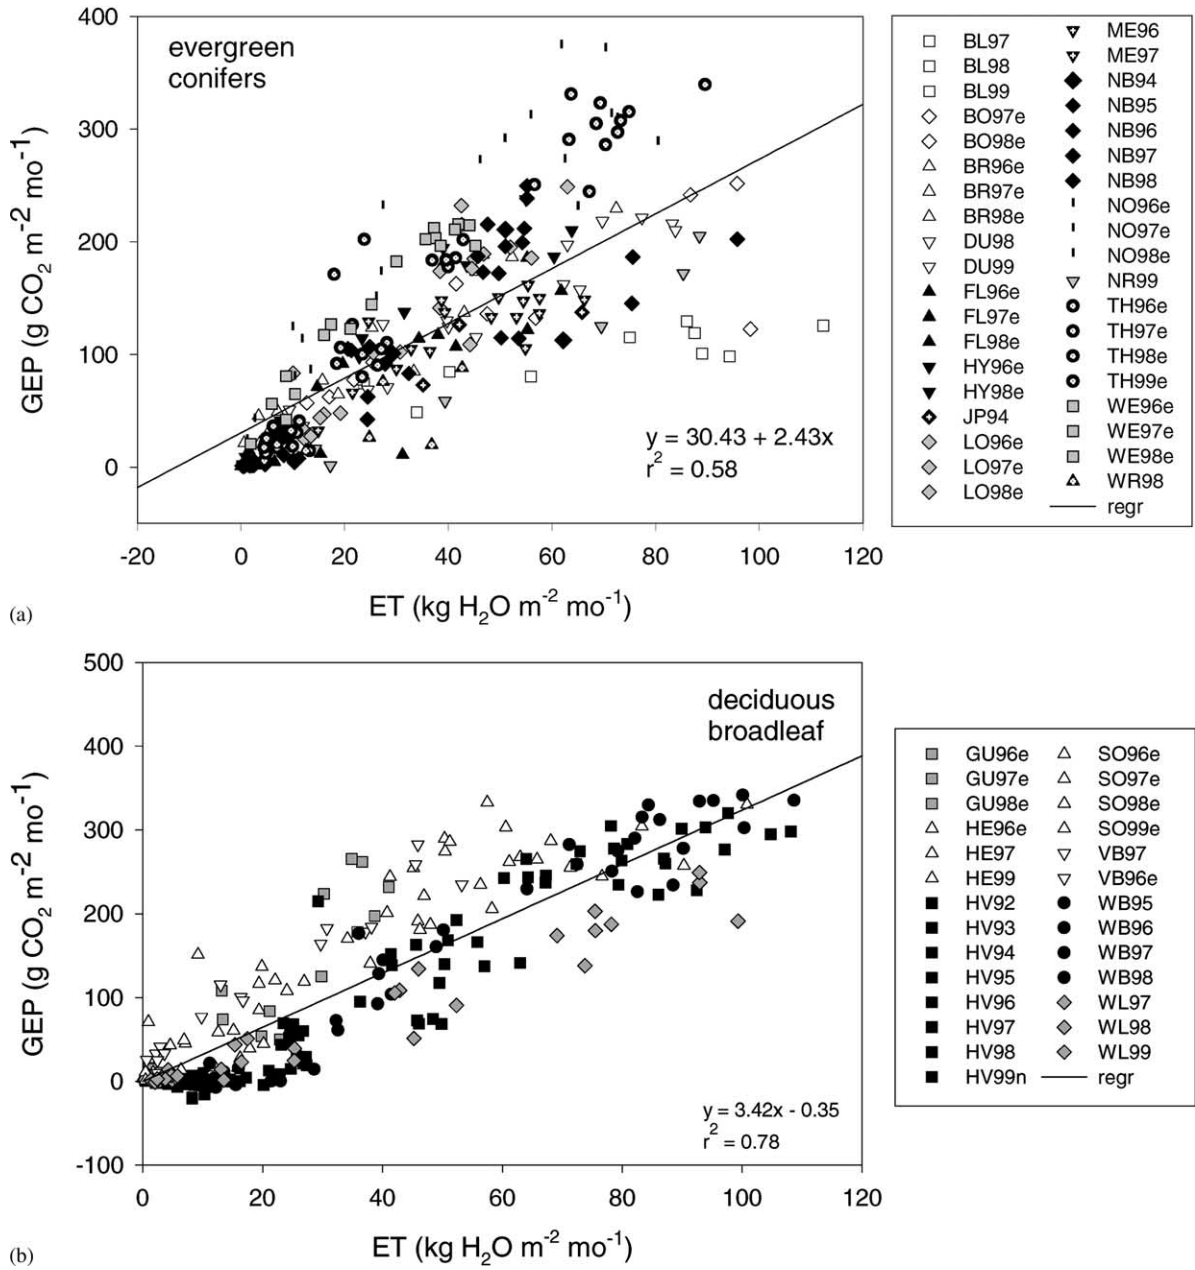 400
300
200
100
0
GEP (g CO₂ m⁻² mo⁻¹)
evergreen
conifers
y = 30.43 + 2.43x
r² = 0.58
-20 0 20 40 60 80 100 120
ET (kg H₂O m⁻² mo⁻¹)
(a)
BL97
BL98
BL99
BO97e
BO98e
BR96e
BR97e
BR98e
DU98
DU99
FL96e
FL97e
FL98e
HY96e
HY98e
JP94
LO96e
LO97e
LO98e
ME96
ME97
NB94
NB95
NB96
NB97
NB98
NO96e
NO97e
NO98e
NR99
TH96e
TH97e
TH98e
TH99e
WE96e
WE97e
WE98e
WR98
regr
500
400
300
200
100
0
-100
GEP (g CO₂ m⁻² mo⁻¹)
deciduous
broadleaf
y = 3.42x - 0.35
r² = 0.78
0 20 40 60 80 100 120
ET (kg H₂O m⁻² mo⁻¹)
(b)
GU96e
GU97e
GU98e
HE96e
HE97
HE99
HV92
HV93
HV94
HV95
HV96
HV97
HV98
HV99n
SO96e
SO97e
SO98e
SO99e
VB97
VB96e
WB95
WB96
WB97
WB98
WL97
WL98
WL99
regr